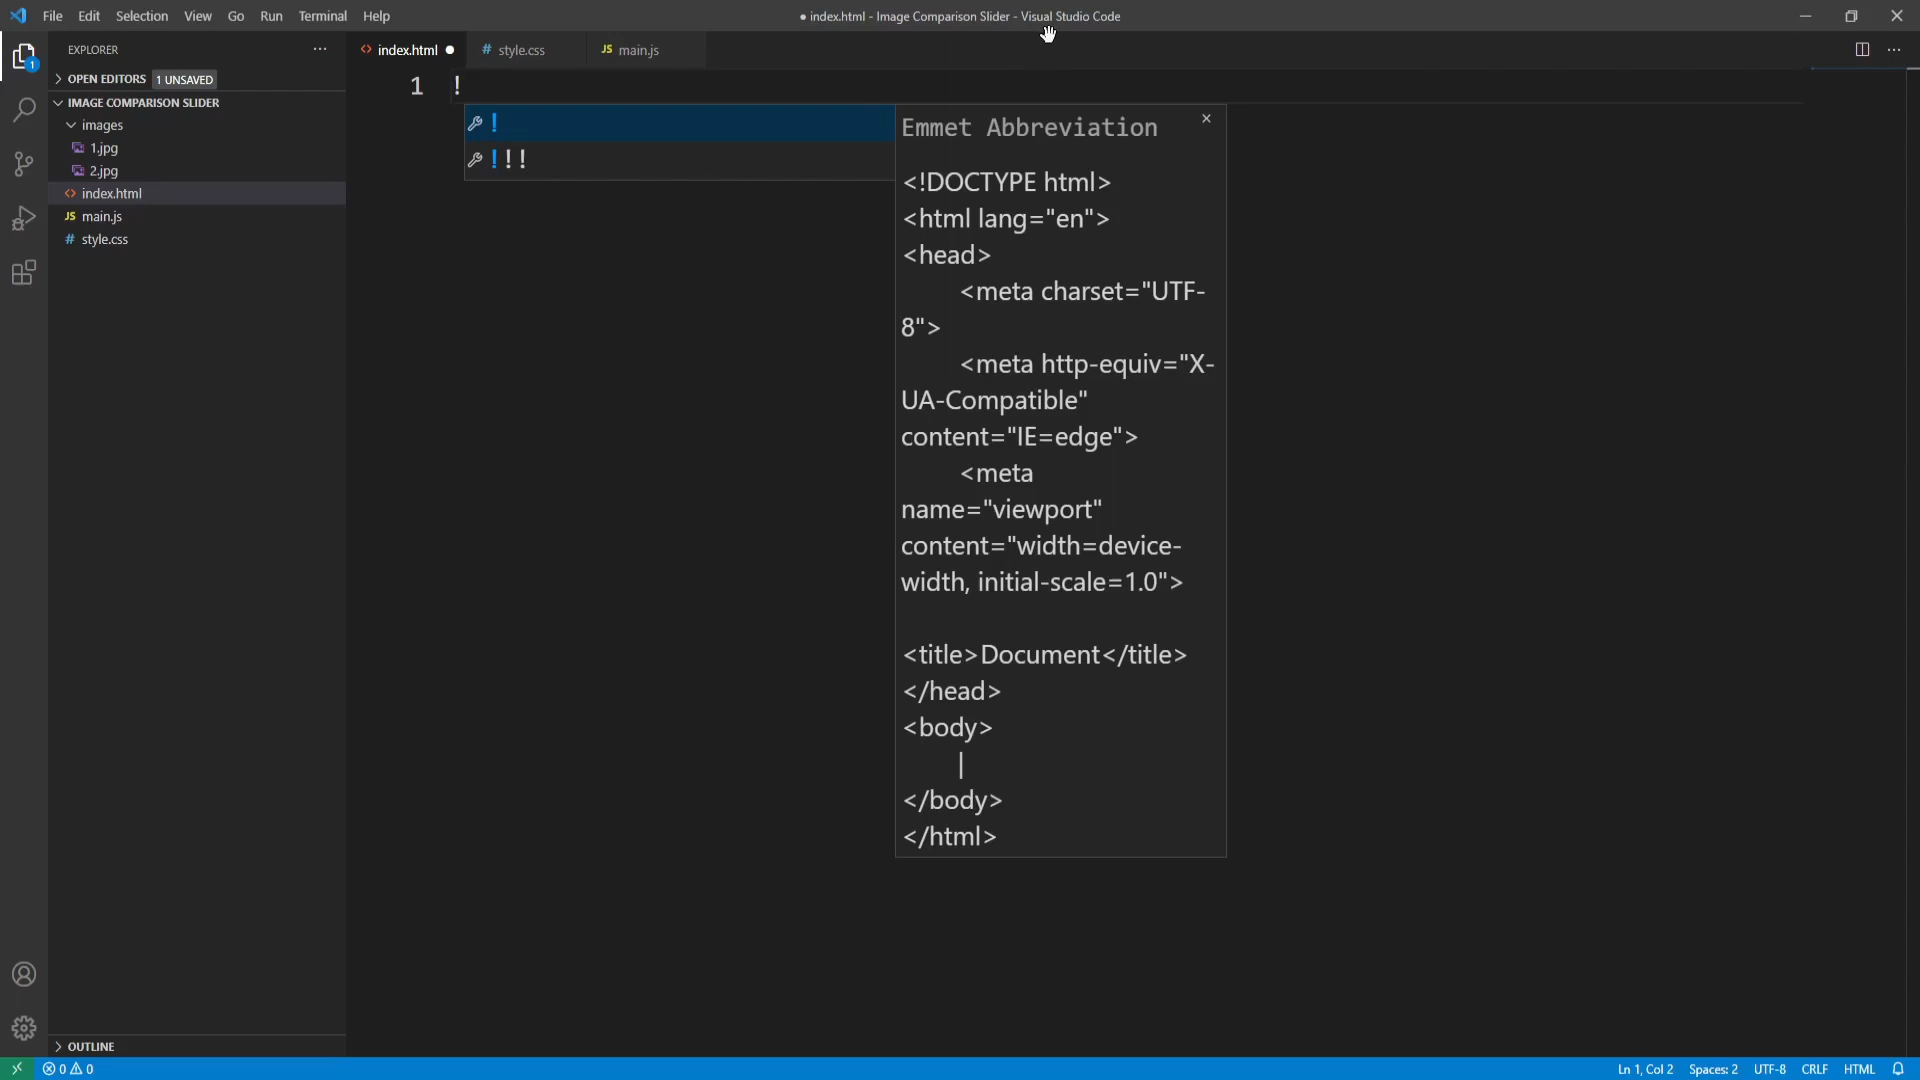 File Edit Selection View Go Run Terminal Help
● index.html - Image Comparison Slider - Visual Studio Code
EXPLORER
index.html
# style.css
JS main.js
OPEN EDITORS 1 UNSAVED
1
IMAGE COMPARISON SLIDER
images
1.jpg
2.jpg
index.html
JS main.js
# style.css
OUTLINE
1 !
!
!!!
Emmet Abbreviation
<!DOCTYPE html>
<html lang="en">
<head>
<meta charset="UTF-
8">
<meta http-equiv="X-
UA-Compatible"
content="IE=edge">
<meta
name="viewport"
content="width=device-
width, initial-scale=1.0">
<title>Document</title>
</head>
<body>
|
</body>
</html>
0 0
Ln 1, Col 2 Spaces: 2 UTF-8 CRLF HTML